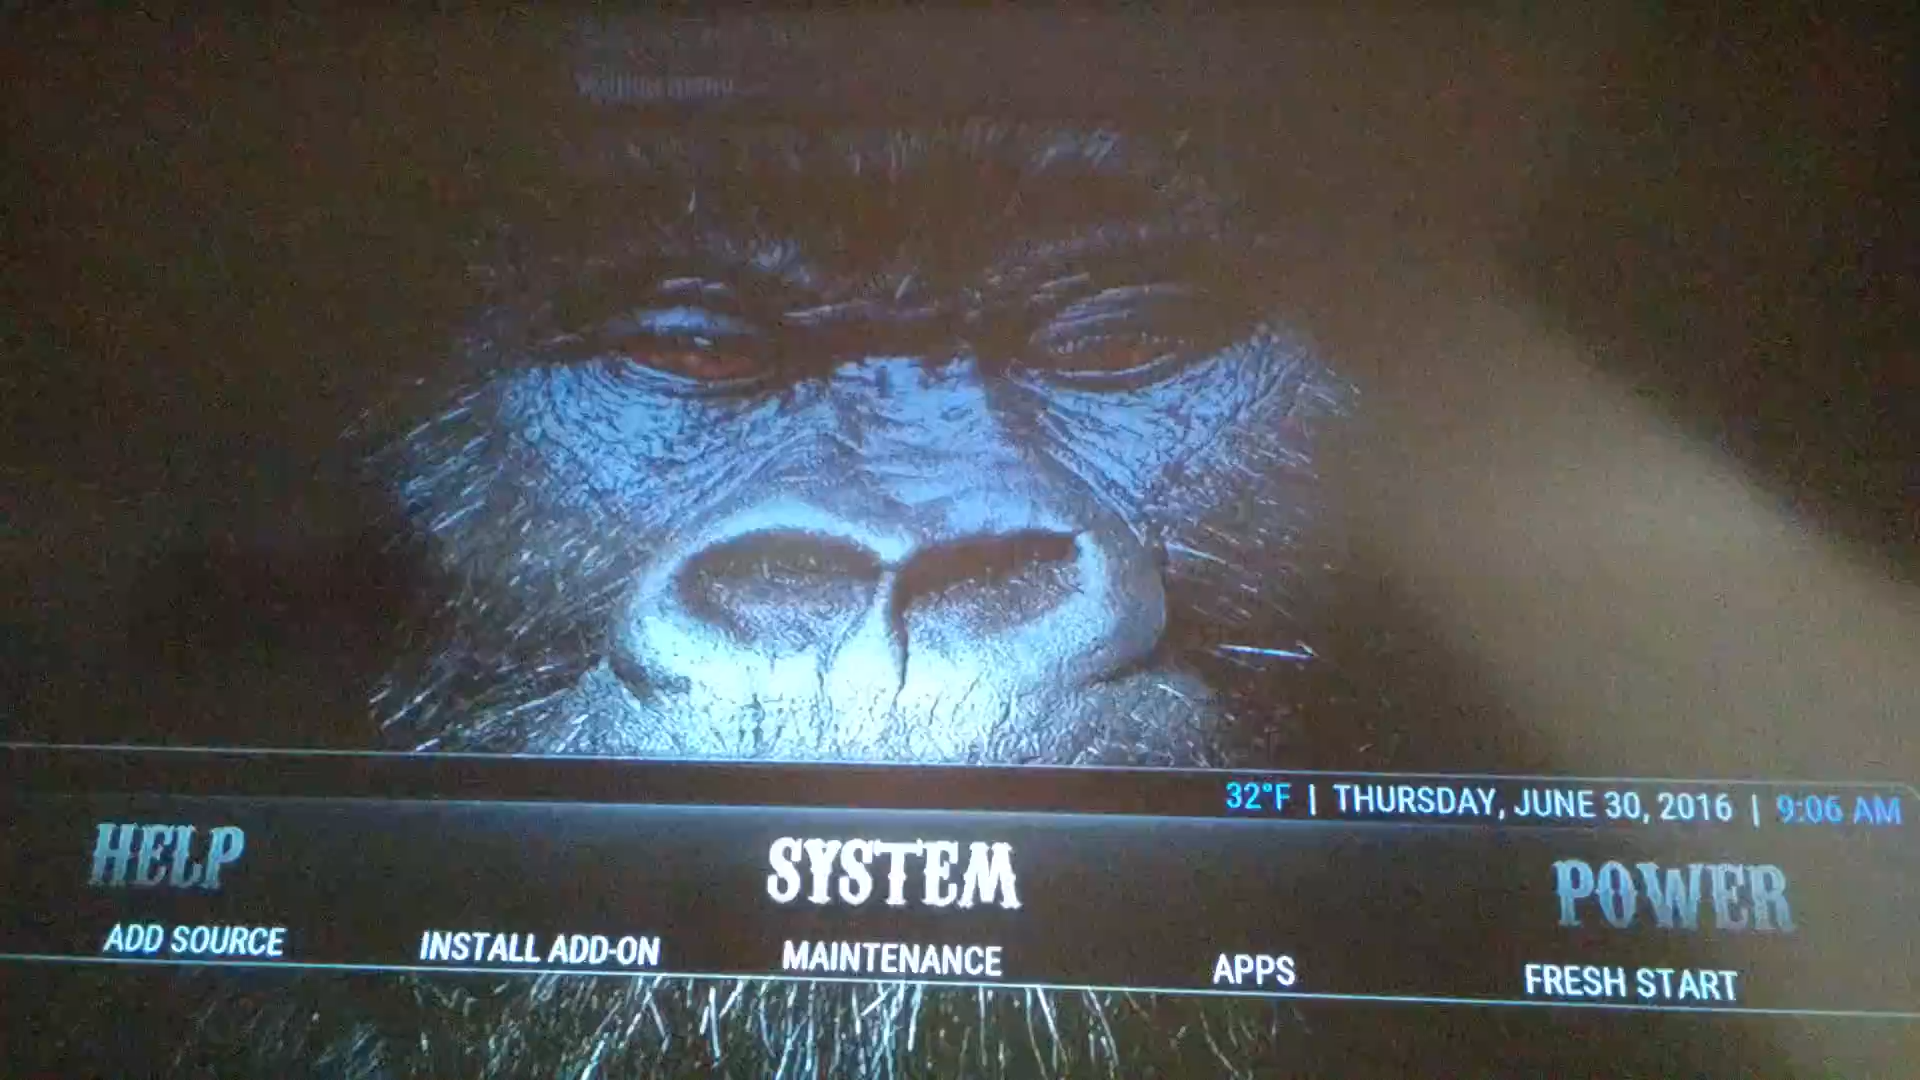 32°F | THURSDAY, JUNE 30, 2016 | 9:06 AM
HELP SYSTEM POWER
ADD SOURCE INSTALL ADD-ON MAINTENANCE APPS FRESH START